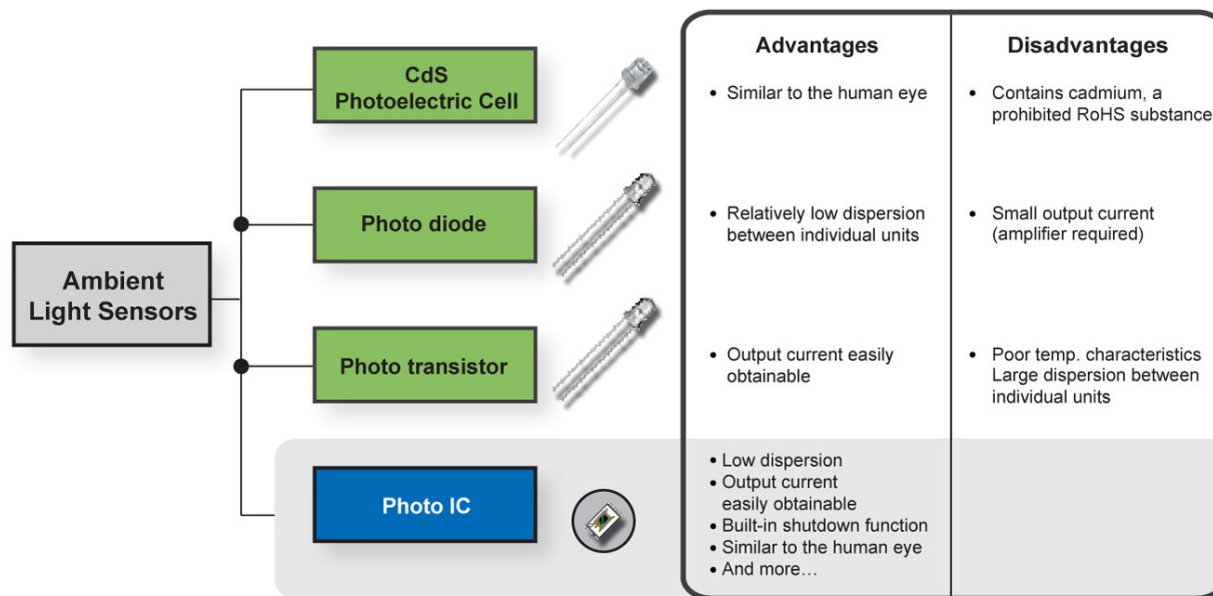 Advantages
Disadvantages
CdS
Photoelectric Cell
• Similar to the human eye
• Contains cadmium, a
prohibited RoHS substance
Photo diode
• Relatively low dispersion
between individual units
• Small output current
(amplifier required)
Ambient
Light Sensors
Photo transistor
• Output current easily
obtainable
• Poor temp. characteristics
Large dispersion between
individual units
Photo IC
• Low dispersion
• Output current
easily obtainable
• Built-in shutdown function
• Similar to the human eye
• And more…